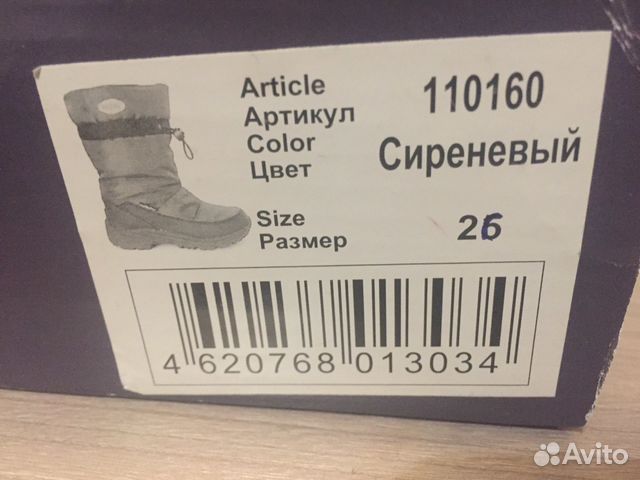 Article 110160
Артикул
Color Сиреневый
Цвет
Size 26
Размер
4 620768 013034
Avito